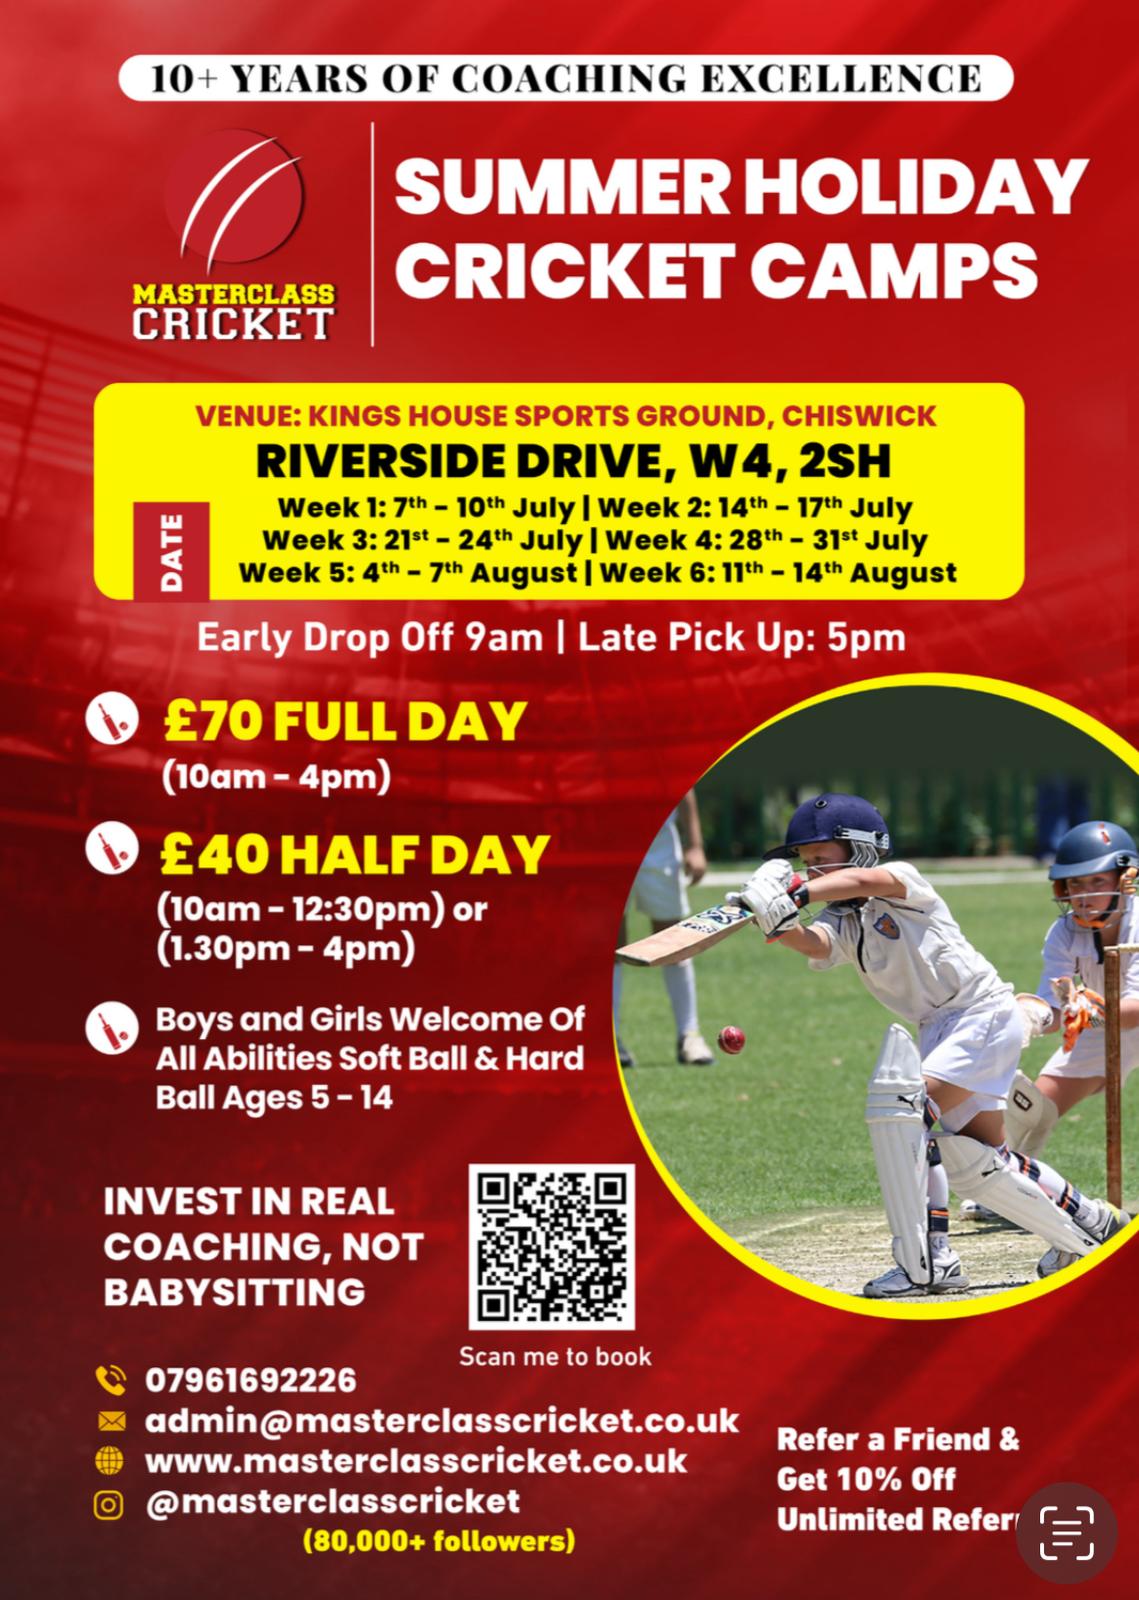 10+ YEARS OF COACHING EXCELLENCE
MASTERCLASS
CRICKET
SUMMER HOLIDAY
CRICKET CAMPS
VENUE: KINGS HOUSE SPORTS GROUND, CHISWICK
RIVERSIDE DRIVE, W4, 2SH
DATE
Week 1: 7th - 10th July | Week 2: 14th - 17th July
Week 3: 21st - 24th July | Week 4: 28th - 31st July
Week 5: 4th - 7th August | Week 6: 11th - 14th August
Early Drop Off 9am | Late Pick Up: 5pm
£70 FULL DAY
(10am - 4pm)
£40 HALF DAY
(10am - 12:30pm) or
(1.30pm - 4pm)
Boys and Girls Welcome Of
All Abilities Soft Ball & Hard
Ball Ages 5 - 14
INVEST IN REAL
COACHING, NOT
BABYSITTING
Scan me to book
07961692226
admin@masterclasscricket.co.uk
www.masterclasscricket.co.uk
@masterclasscricket
(80,000+ followers)
Refer a Friend &
Get 10% Off
Unlimited